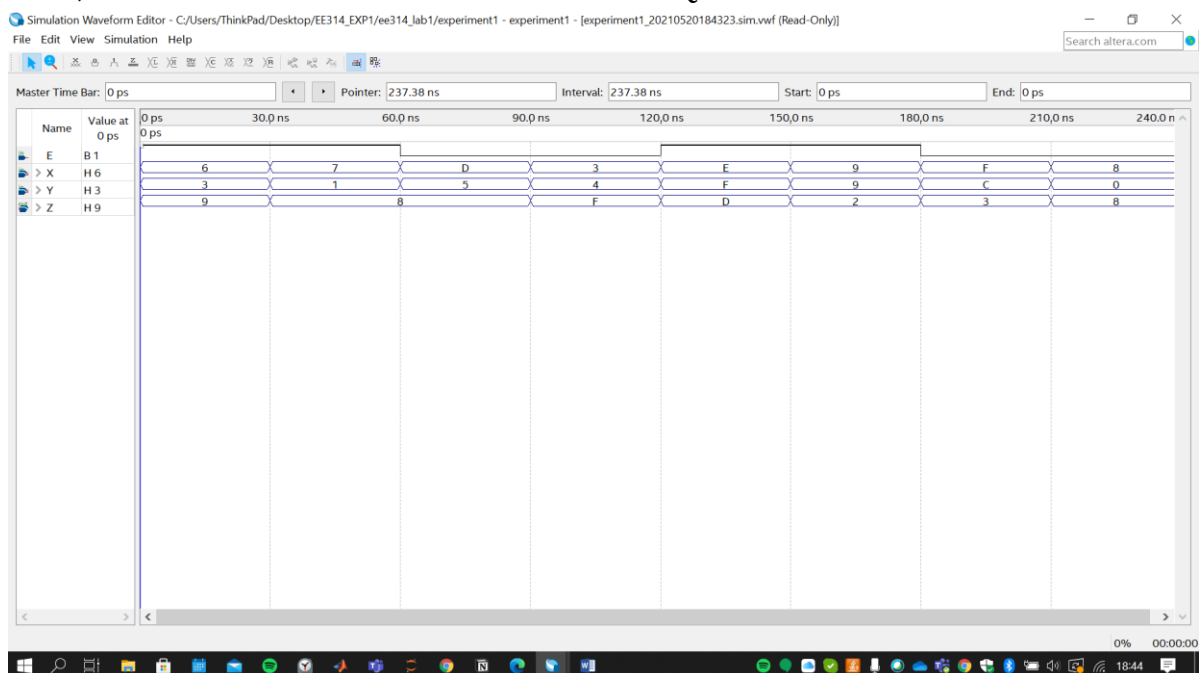 Simulation Waveform Editor - C:/Users/ThinkPad/Desktop/EE314_EXP1/ee314_lab1/experiment1 - experiment1 - [experiment1_20210520184323.sim.vwf (Read-Only)]
File Edit View Simulation Help
Search altera.com
Master Time Bar: 0 ps
Pointer: 237.38 ns
Interval: 237.38 ns
Start: 0 ps
End: 0 ps
Name Value at 0 ps
0 ps 30.0 ns 60.0 ns 90.0 ns 120,0 ns 150,0 ns 180,0 ns 210,0 ns 240.0 n
0 ps
E B 1
X H 6 6 7 D 3 E 9 F 8
Y H 3 3 1 5 4 F 9 C 0
Z H 9 9 8 F D 2 3 8
0% 00:00:00
18:44